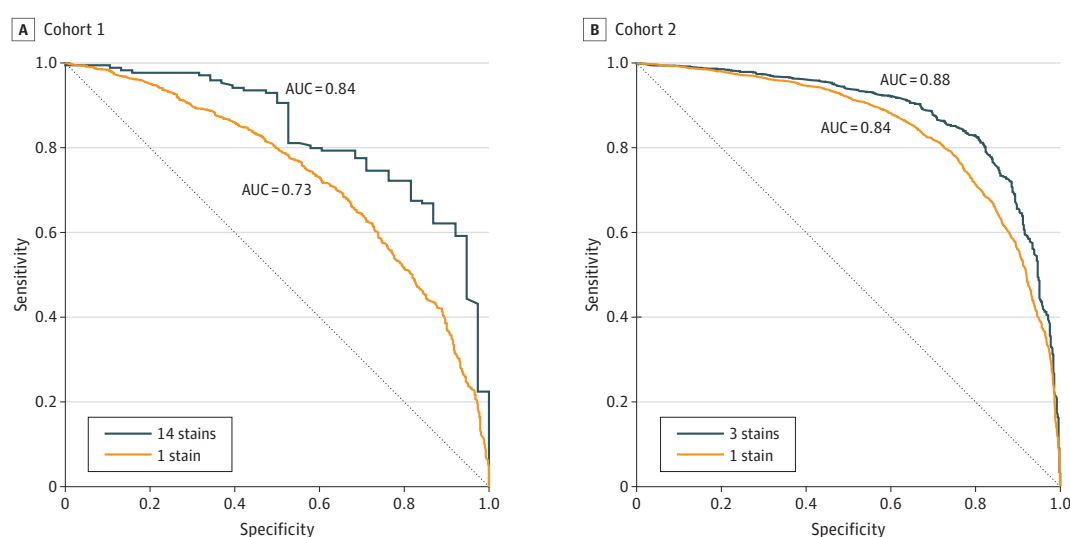 A Cohort 1
1.0
0.8
0.6
0.4
0.2
0
Sensitivity
0
0.2
0.4
0.6
0.8
1.0
Specificity
AUC = 0.84
AUC = 0.73
14 stains
1 stain
B Cohort 2
1.0
0.8
0.6
0.4
0.2
0
Sensitivity
0
0.2
0.4
0.6
0.8
1.0
Specificity
AUC = 0.88
AUC = 0.84
3 stains
1 stain